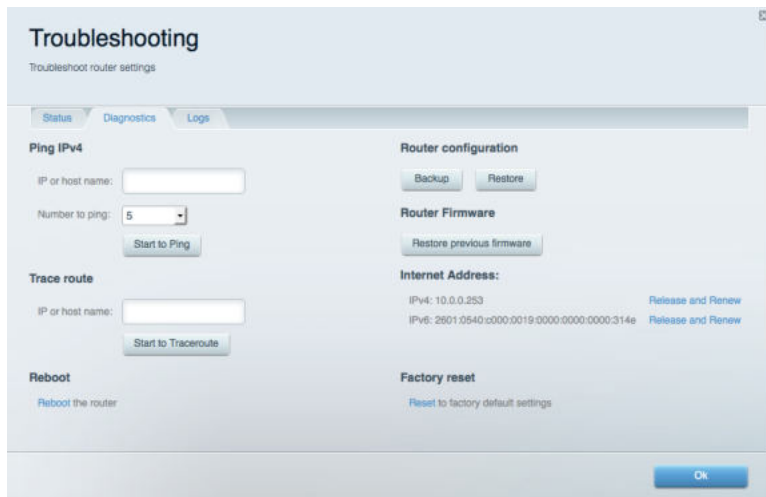 Troubleshooting
Troubleshoot router settings
Status
Diagnostics
Logs
Ping IPv4
IP or host name:
Number to ping: 5
Start to Ping
Trace route
IP or host name:
Start to Traceroute
Reboot
Reboot the router
Router configuration
Backup
Restore
Router Firmware
Restore previous firmware
Internet Address:
IPv4: 10.0.0.253 Release and Renew
IPv6: 2601:0540:c000:0019:0000:0000:0000:314e Release and Renew
Factory reset
Reset to factory default settings
Ok